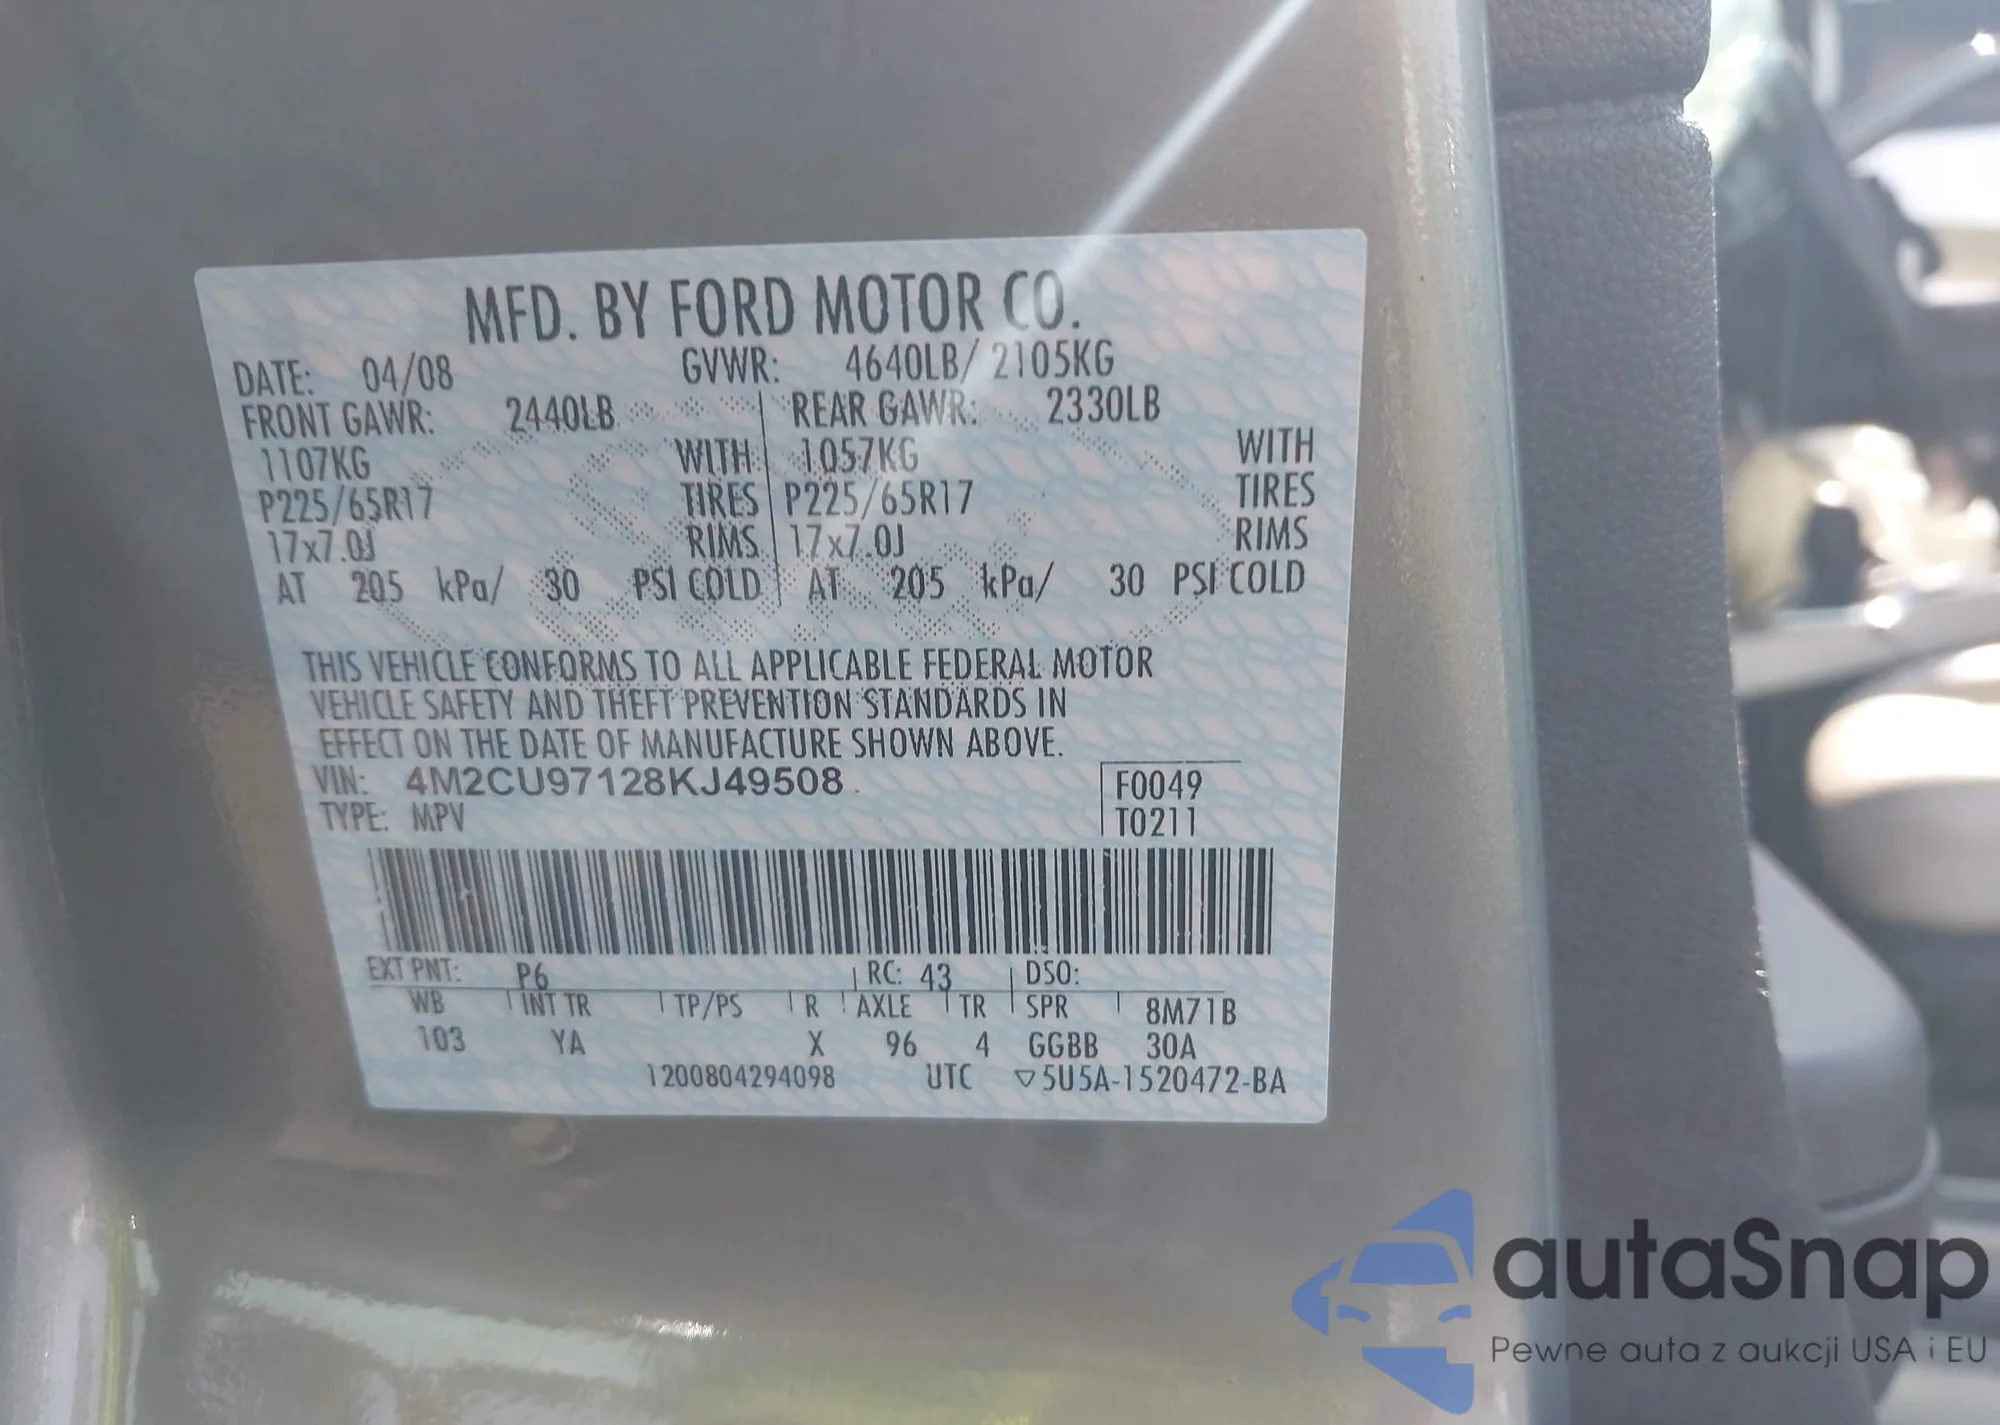 MFD. BY FORD MOTOR CO.
DATE: 04/08 GVWR: 4640LB/ 2105KG
FRONT GAWR: 2440LB REAR GAWR: 2330LB
1107KG WITH 1057KG WITH
P225/65R17 TIRES P225/65R17 TIRES
17x7.0J RIMS 17x7.0J RIMS
AT 205 kPa/ 30 PSI COLD AT 205 kPa/ 30 PSI COLD
THIS VEHICLE CONFORMS TO ALL APPLICABLE FEDERAL MOTOR
VEHICLE SAFETY AND THEFT PREVENTION STANDARDS IN
EFFECT ON THE DATE OF MANUFACTURE SHOWN ABOVE.
VIN: 4M2CU97128KJ49508 F0049
TYPE: MPV T0211
EXT PNT: P6 RC: 43 DSO:
WB INT TR TP/PS R AXLE TR SPR 8M71B
103 YA X 96 4 GGBB 30A
1200804294098 UTC ▽5U5A-1520472-BA
autaSnap
Pewne auta z aukcji USA i EU